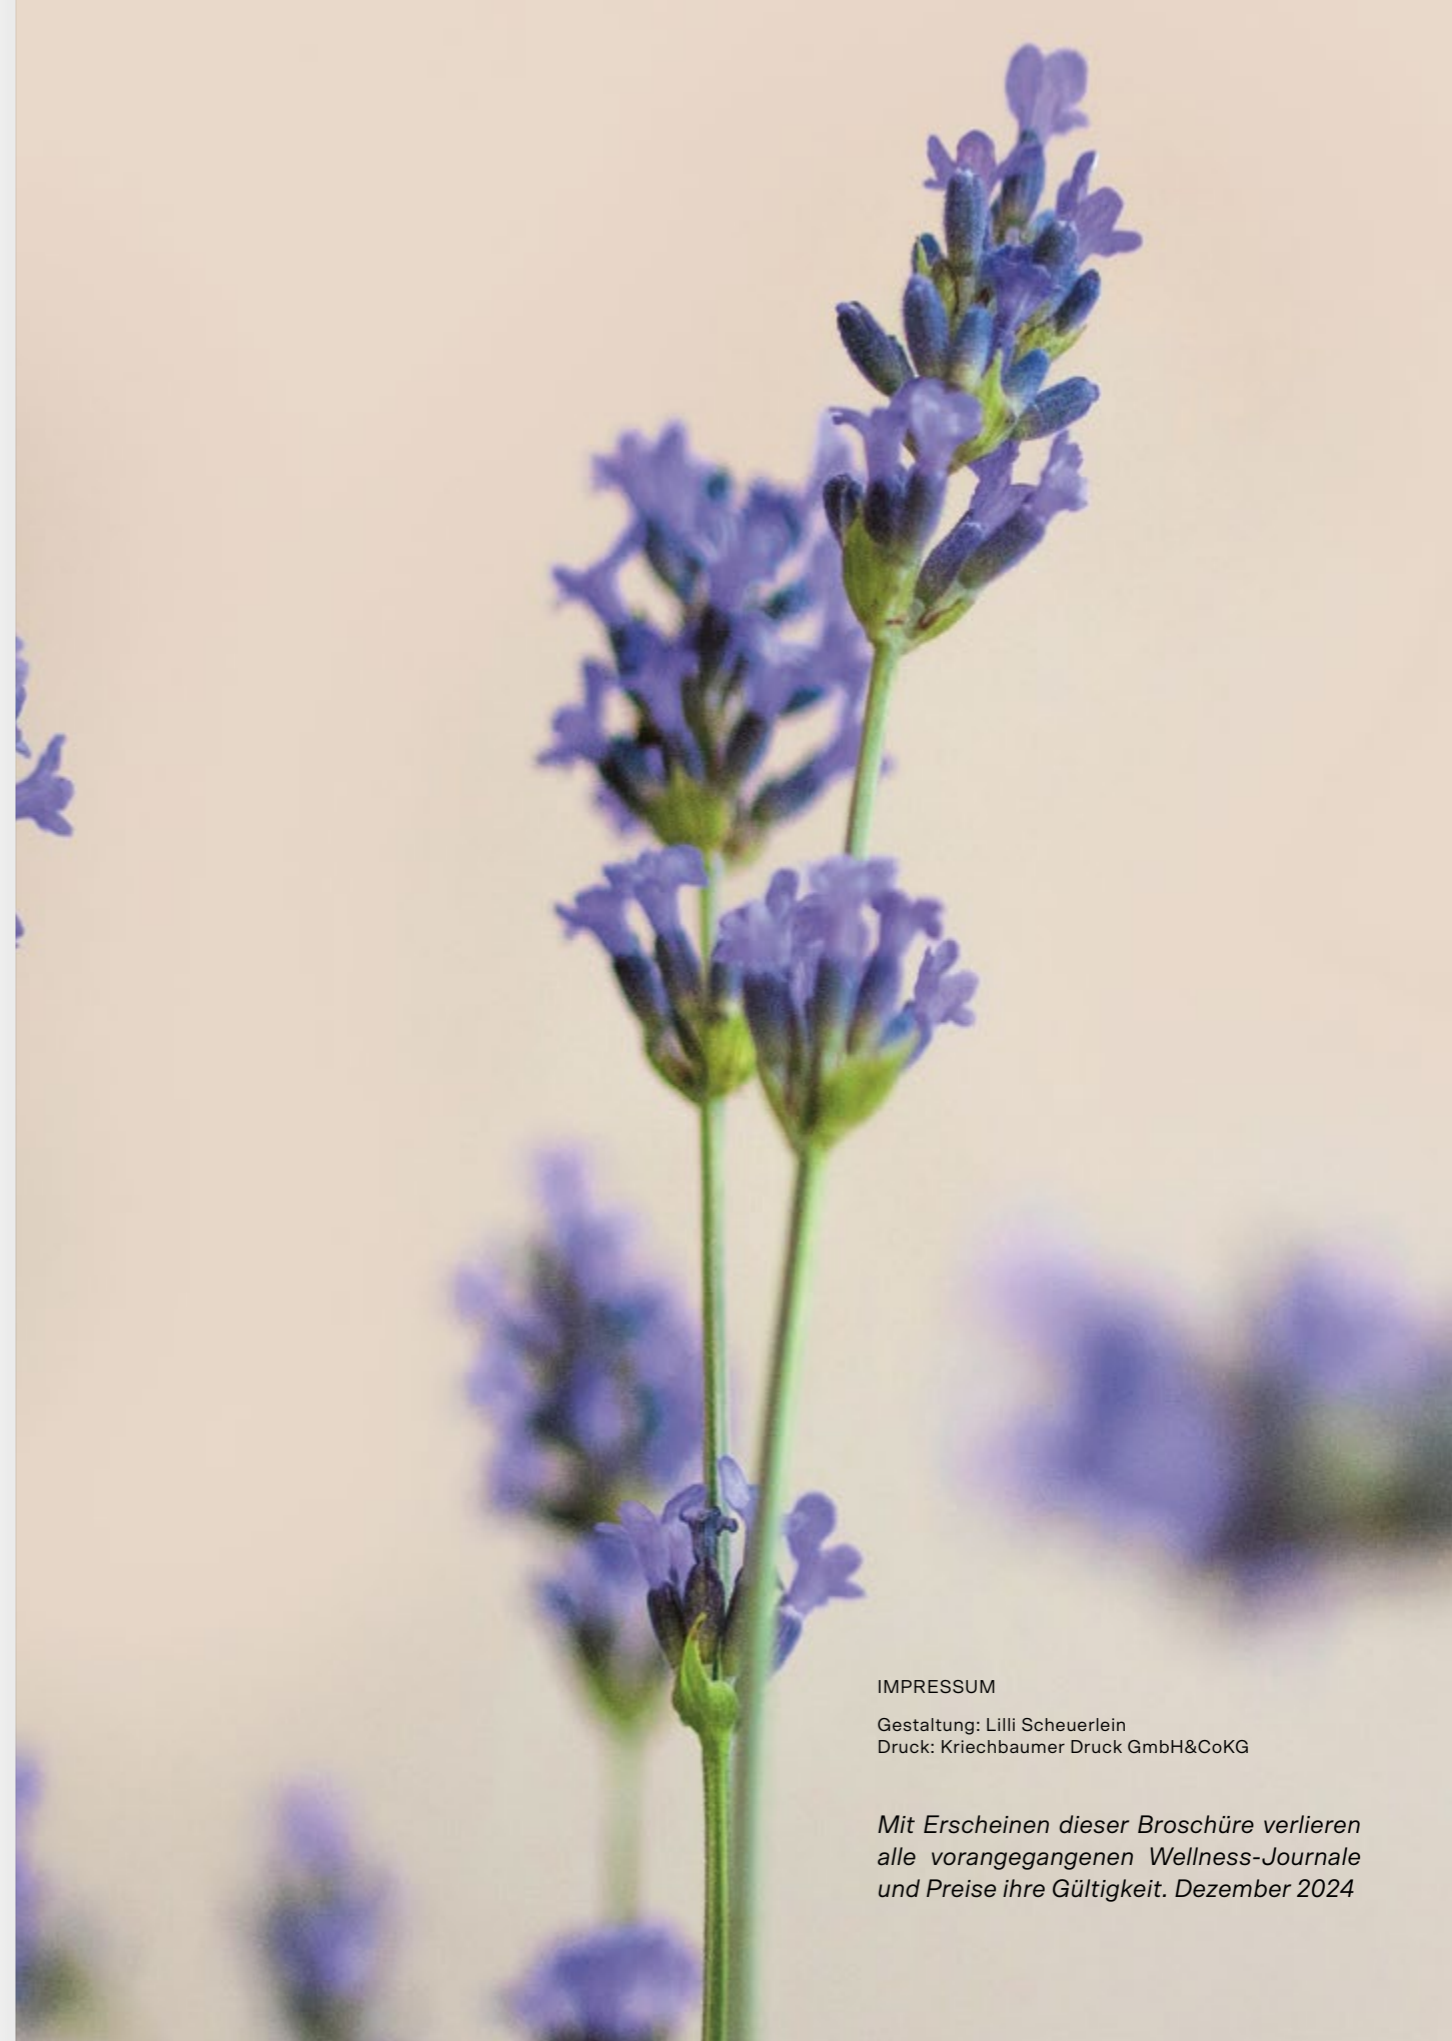 IMPRESSUM
Gestaltung: Lilli Scheuerlein
Druck: Kriechbaumer Druck GmbH&CoKG
Mit Erscheinen dieser Broschüre verlieren
alle vorangegangenen Wellness-Journale
und Preise ihre Gültigkeit. Dezember 2024